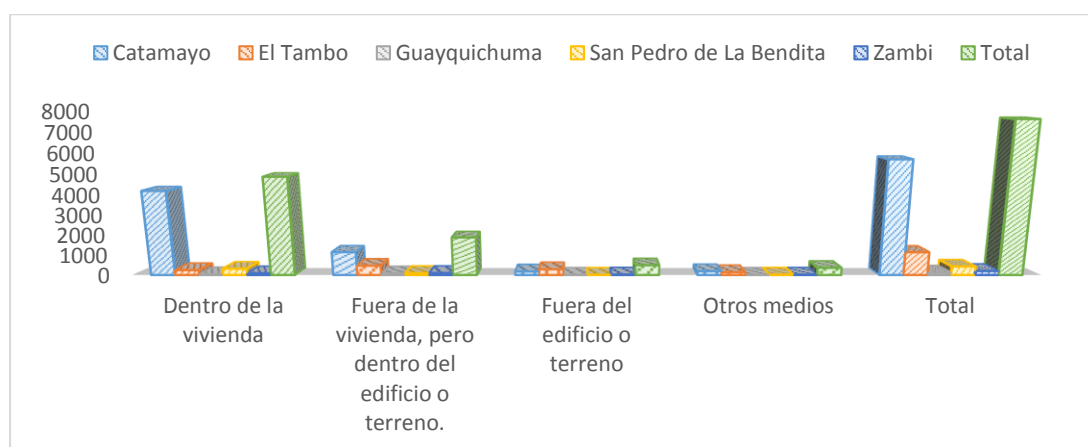 Catamayo El Tambo Guayquichuma San Pedro de La Bendita Zambi Total
8000
7000
6000
5000
4000
3000
2000
1000
0
Dentro de la
vivienda
Fuera de la
vivienda, pero
dentro del
edificio o
terreno.
Fuera del
edificio o
terreno
Otros medios
Total